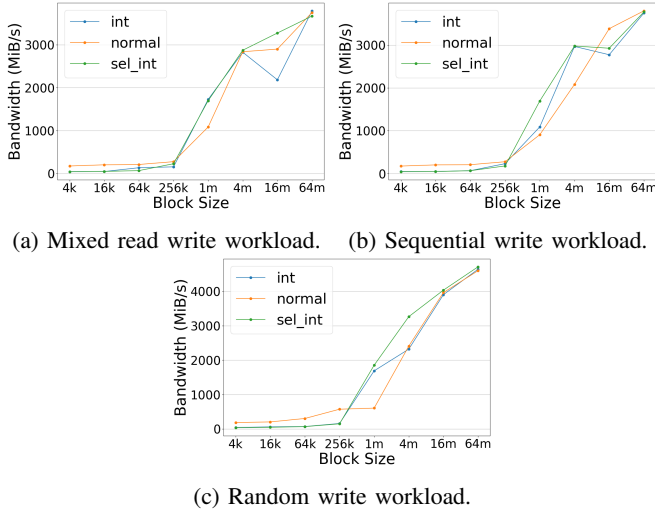 int
normal
sel_int
Bandwidth (MiB/s)
3000
2000
1000
0
4k 16k 64k 256k 1m 4m 16m 64m
Block Size
(a) Mixed read write workload.
int
normal
sel_int
Bandwidth (MiB/s)
3000
2000
1000
0
4k 16k 64k 256k 1m 4m 16m 64m
Block Size
(b) Sequential write workload.
int
normal
sel_int
Bandwidth (MiB/s)
4000
3000
2000
1000
0
4k 16k 64k 256k 1m 4m 16m 64m
Block Size
(c) Random write workload.